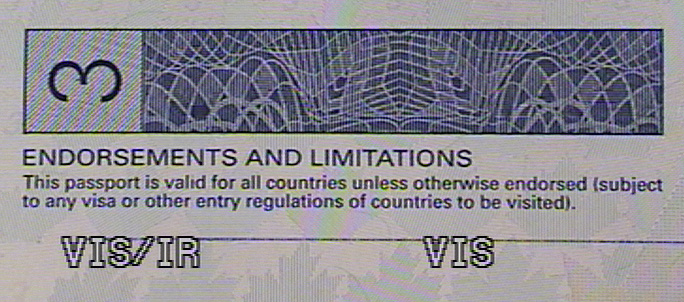 3
ENDORSEMENTS AND LIMITATIONS
This passport is valid for all countries unless otherwise endorsed (subject
to any visa or other entry regulations of countries to be visited).
VIS/IR VIS